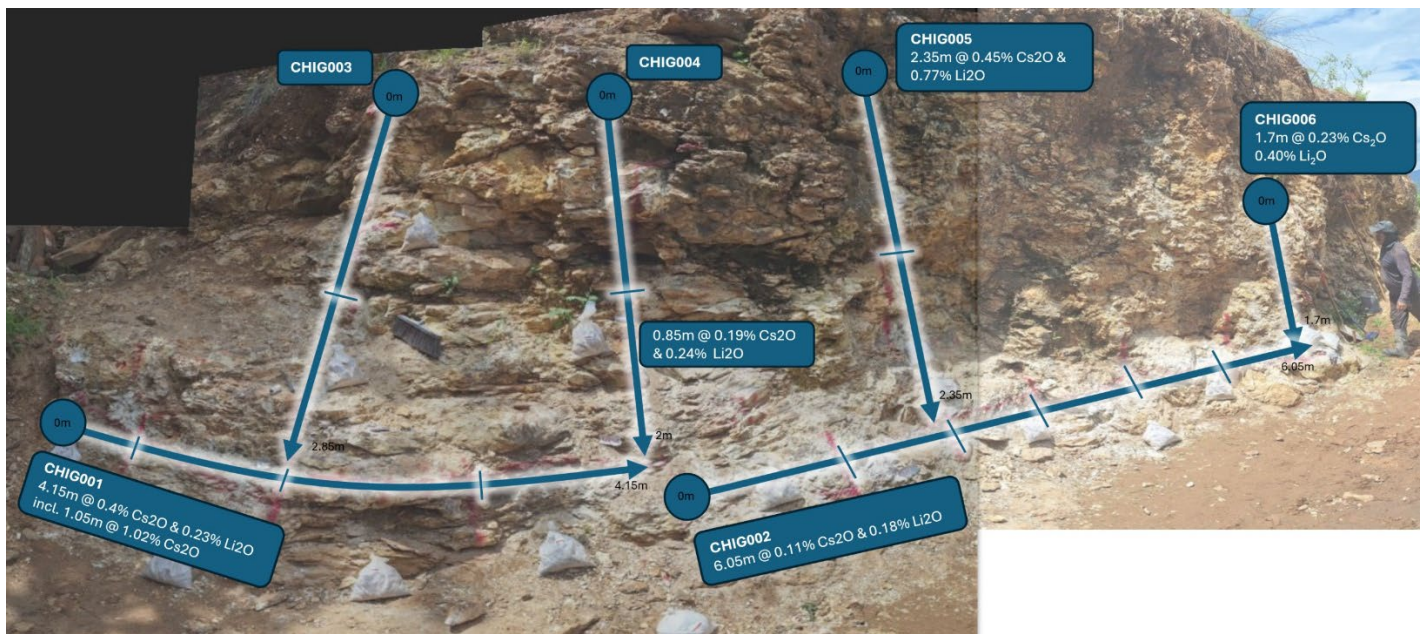 CHIG003
0m
2.85m
CHIG004
0m
0.85m @ 0.19% Cs2O
& 0.24% Li2O
2m
CHIG005
2.35m @ 0.45% Cs2O &
0.77% Li2O
0m
2.35m
CHIG006
1.7m @ 0.23% Cs₂O
0.40% Li₂O
0m
1.7m
0m
CHIG001
4.15m @ 0.4% Cs2O & 0.23% Li2O
incl. 1.05m @ 1.02% Cs2O
4.15m
0m
CHIG002
6.05m @ 0.11% Cs2O & 0.18% Li2O
6.05m